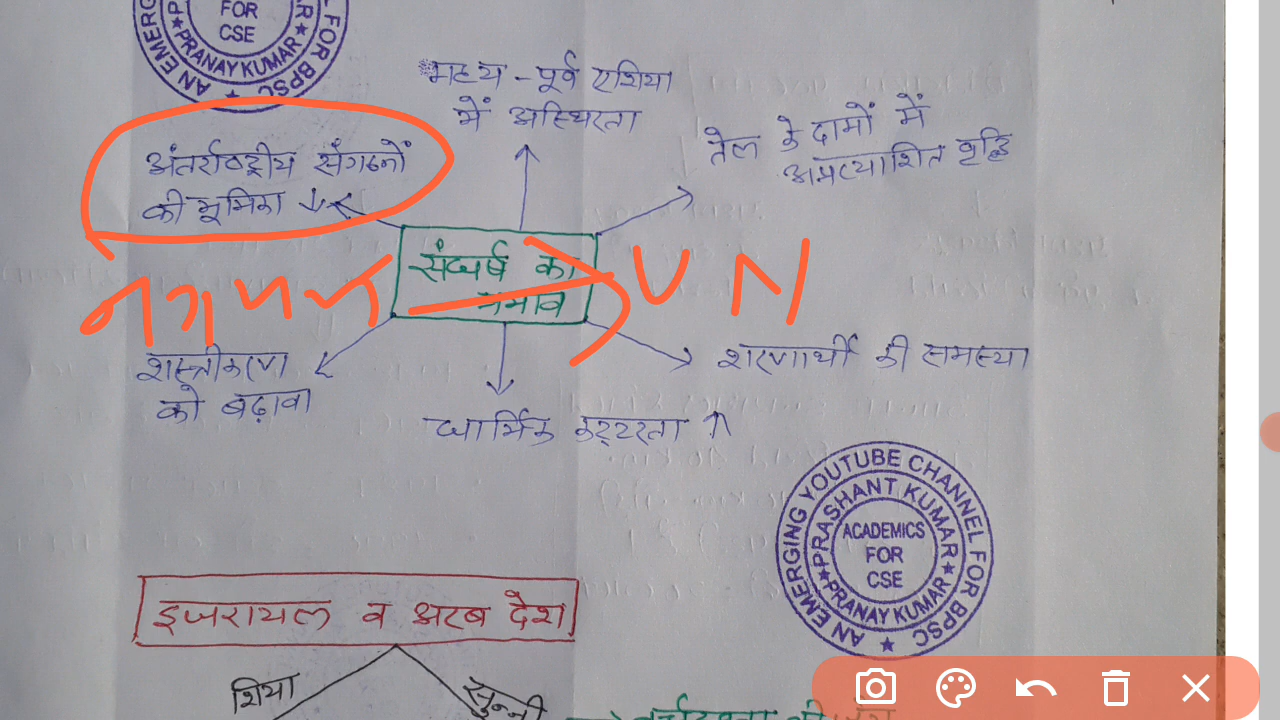 FOR
CSE
PRANAY KUMAR
AN EMERG
L FOR BPSC
मध्य - पूर्व एशिया
में अस्थिरता
तेल के दामों में
अप्रत्याशित वृद्धि
अंतर्राष्ट्रीय संगठनों
की भूमिका ↓
संघर्ष का
प्रभाव
UN
शस्त्रीकरण
को बढ़ावा
शरणार्थी की समस्या
धार्मिक कट्टरता ↑
AN EMERGING YOUTUBE CHANNEL FOR BPSC
PRASHANT KUMAR
PRANAY KUMAR
ACADEMICS
FOR
CSE
इजरायल व अरब देश
शिया
सुन्नी